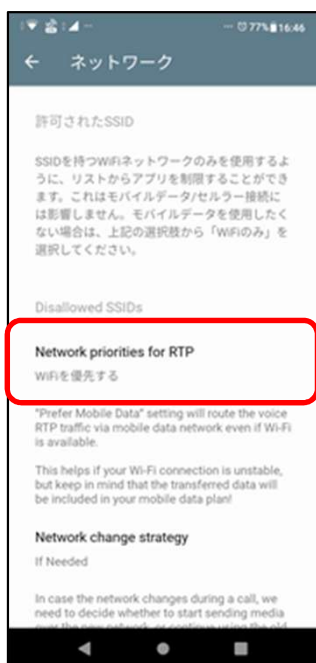 77% 16:46
ネットワーク
許可されたSSID
SSIDを持つWiFiネットワークのみを使用するよ
うに、リストからアプリを制限することができ
ます。これはモバイルデータ/セルラー接続に
は影響しません。モバイルデータを使用したく
ない場合は、上記の選択肢から「WiFiのみ」を
選択してください。
Disallowed SSIDs
Network priorities for RTP
WiFiを優先する
"Prefer Mobile Data" setting will route the voice
RTP traffic via mobile data network even if Wi-Fi
is available.
This helps if your Wi-Fi connection is unstable,
but keep in mind that the transferred data will
be included in your mobile data plan!
Network change strategy
If Needed
In case the network changes during a call, we
need to decide whether to start sending media
over the new network, or continue using the old